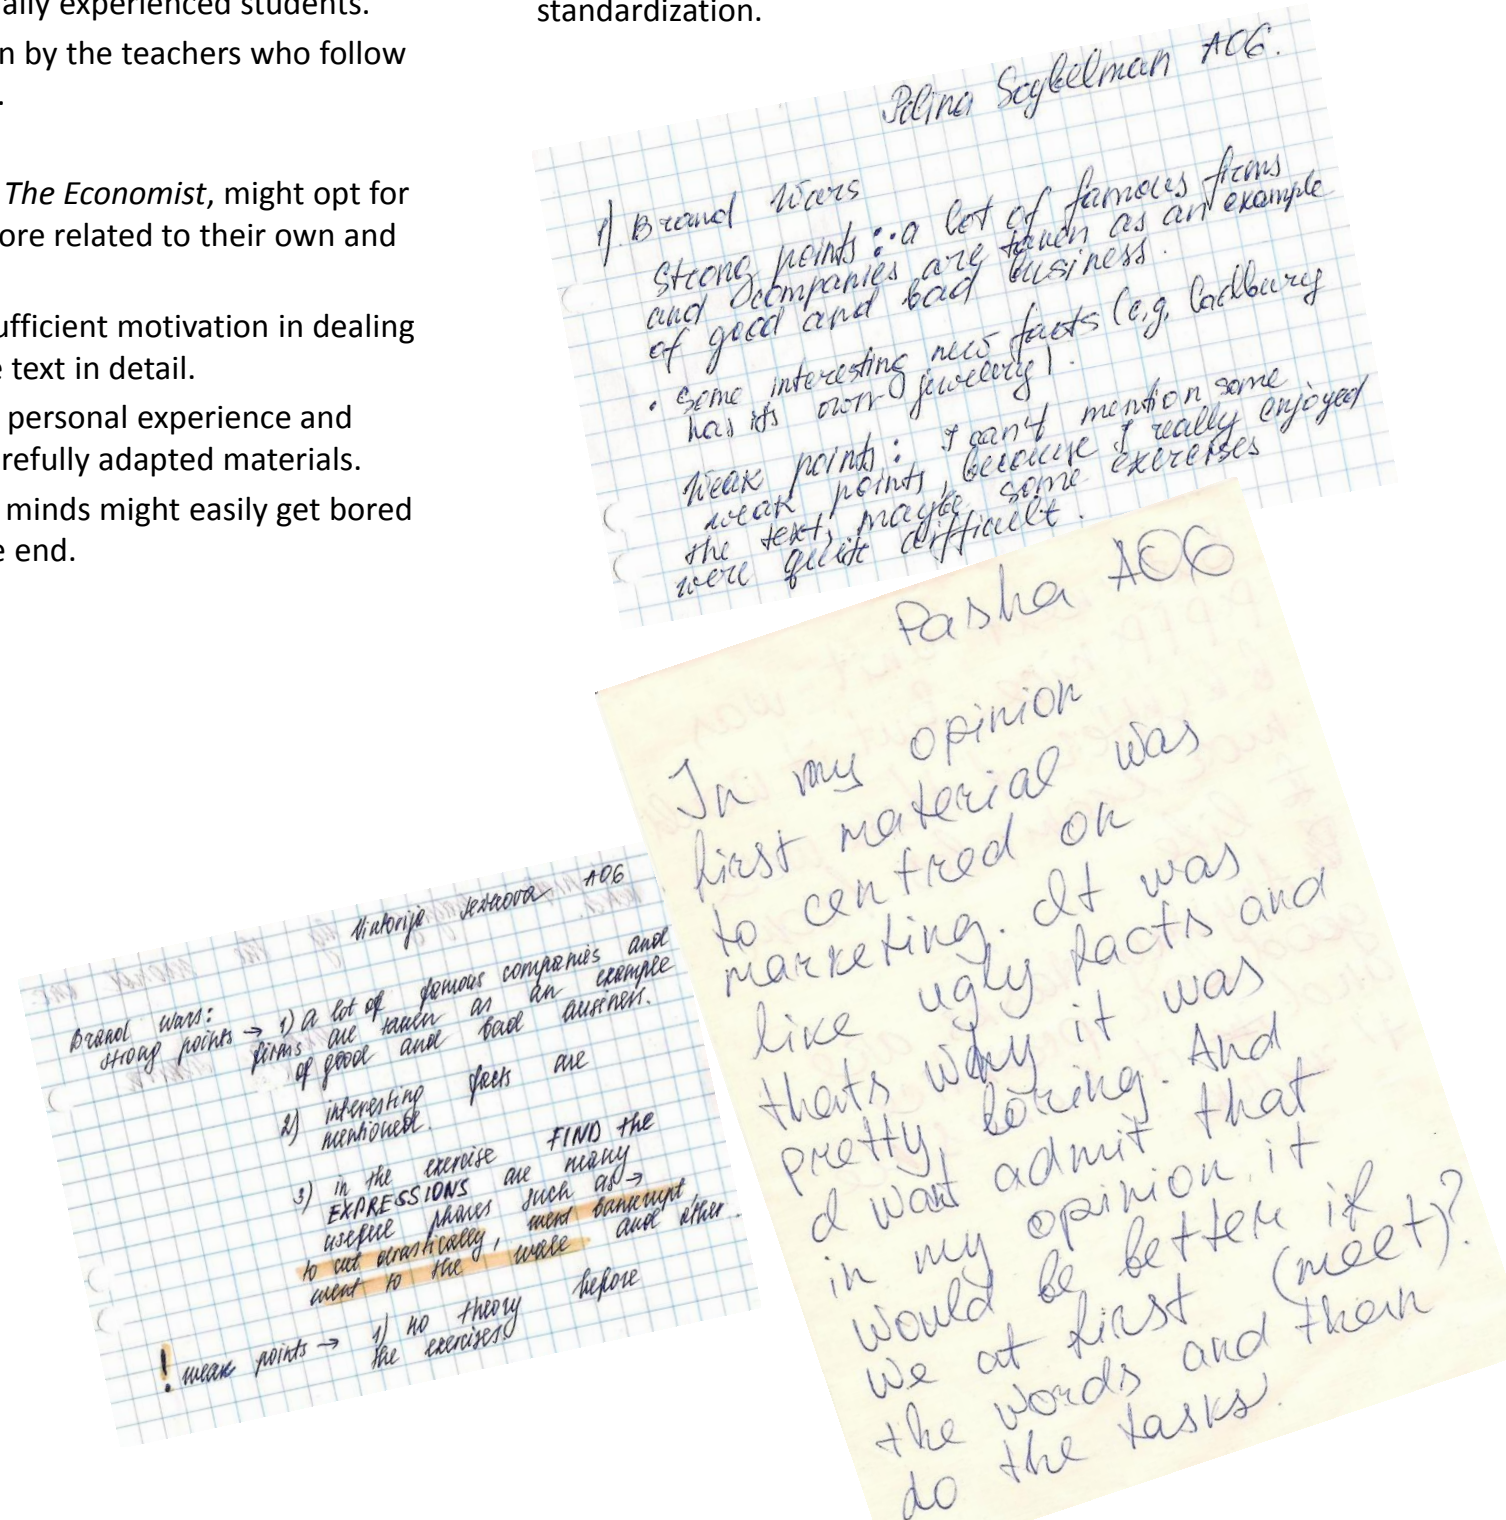 ally experienced students.
n by the teachers who follow
.
The Economist, might opt for
ore related to their own and
ufficient motivation in dealing
e text in detail.
personal experience and
refully adapted materials.
minds might easily get bored
e end.
standardization.
A06.
1). Brand Wars
strong points: • a lot of famous firms
and companies are taken as an example
of good and bad business.
• some interesting new facts (e.g. Cadbury
has its own jewelery).
Weak points: I can't mention some
weak points, because I really enjoyed
the text, maybe some exercises
were quite difficult.
Pasha A06
In my opinion
first material was
to centred on
marketing. It was
like ugly facts and
thats why it was
pretty boring. And
I want admit that
in my opinion, it
would be better if
we at first (meet)?
the words and then
do the tasks.
Viktorija A06
Brand wars:
strong points → 1) a lot of famous companies and
firms are taken as an example
of good and bad business.
2) interesting facts are
mentioned.
3) in the exercise FIND the
EXPRESSIONS are many
useful phases such as →
to cut drastically, went bankrupt
went to the wall and other.
! weak points → 1) no theory before
the exercises